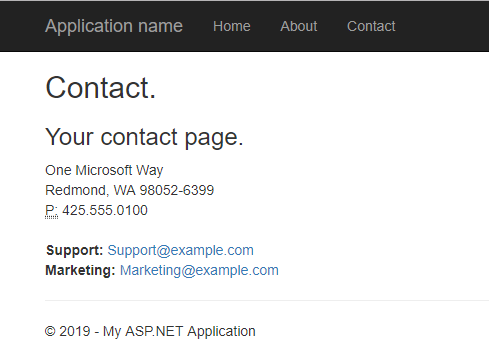 Application name Home About Contact
Contact.
Your contact page.
One Microsoft Way
Redmond, WA 98052-6399
P: 425.555.0100
Support: Support@example.com
Marketing: Marketing@example.com
© 2019 - My ASP.NET Application